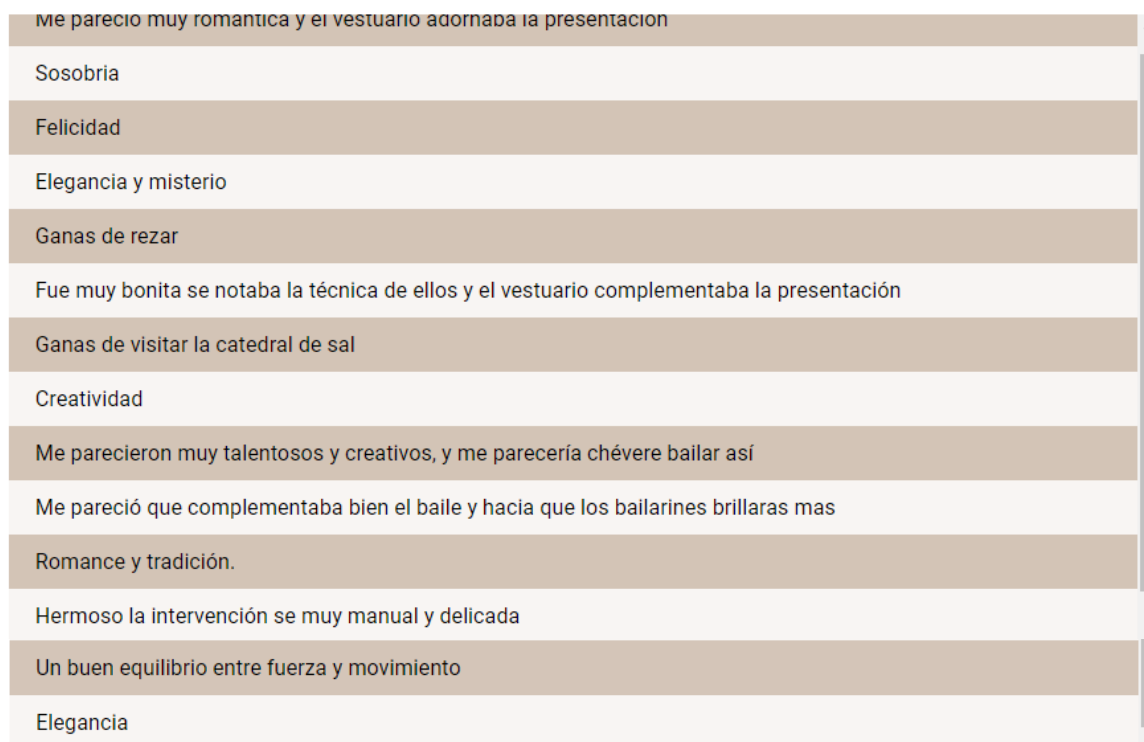 Me pareció muy romántica y el vestuario adornaba la presentación
Sosobria
Felicidad
Elegancia y misterio
Ganas de rezar
Fue muy bonita se notaba la técnica de ellos y el vestuario complementaba la presentación
Ganas de visitar la catedral de sal
Creatividad
Me parecieron muy talentosos y creativos, y me parecería chévere bailar así
Me pareció que complementaba bien el baile y hacia que los bailarines brillaras mas
Romance y tradición.
Hermoso la intervención se muy manual y delicada
Un buen equilibrio entre fuerza y movimiento
Elegancia